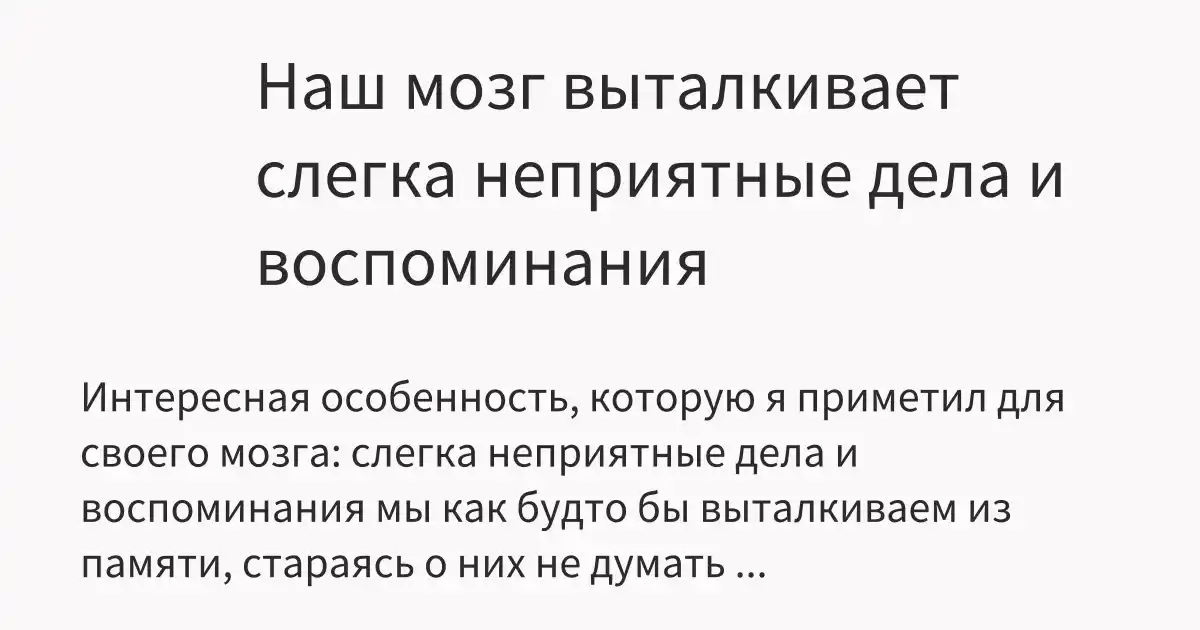 Наш мозг выталкивает
слегка неприятные дела и
воспоминания
Интересная особенность, которую я приметил для
своего мозга: слегка неприятные дела и
воспоминания мы как будто бы выталкиваем из
памяти, стараясь о них не думать ...